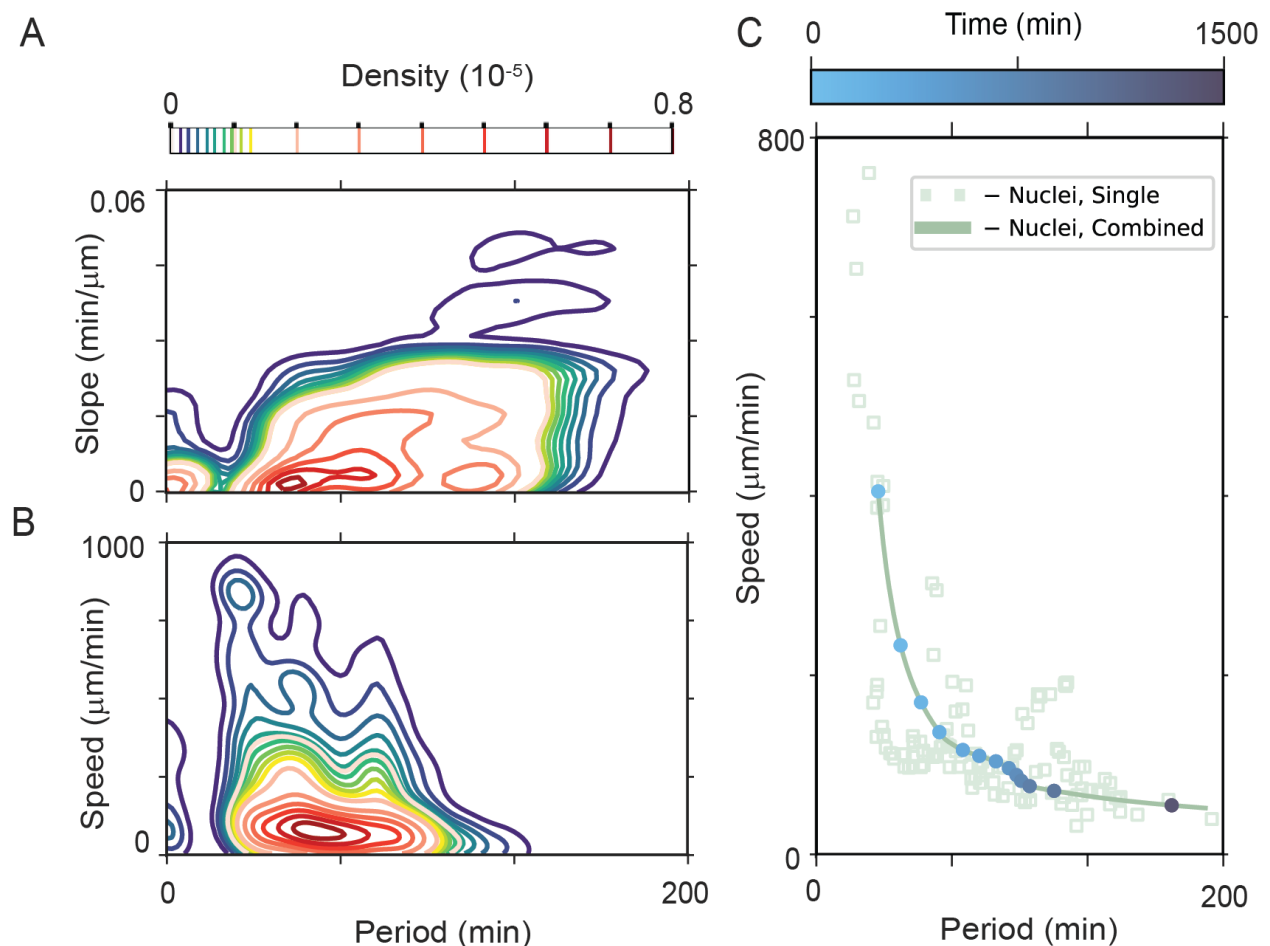 A
Density (10⁻⁵)
0 0.8
0.06
Slope (min/μm)
0
B
1000
Speed (μm/min)
0
0 200
Period (min)
C
Time (min)
0 1500
800
– Nuclei, Single
– Nuclei, Combined
Speed (μm/min)
0
0 200
Period (min)